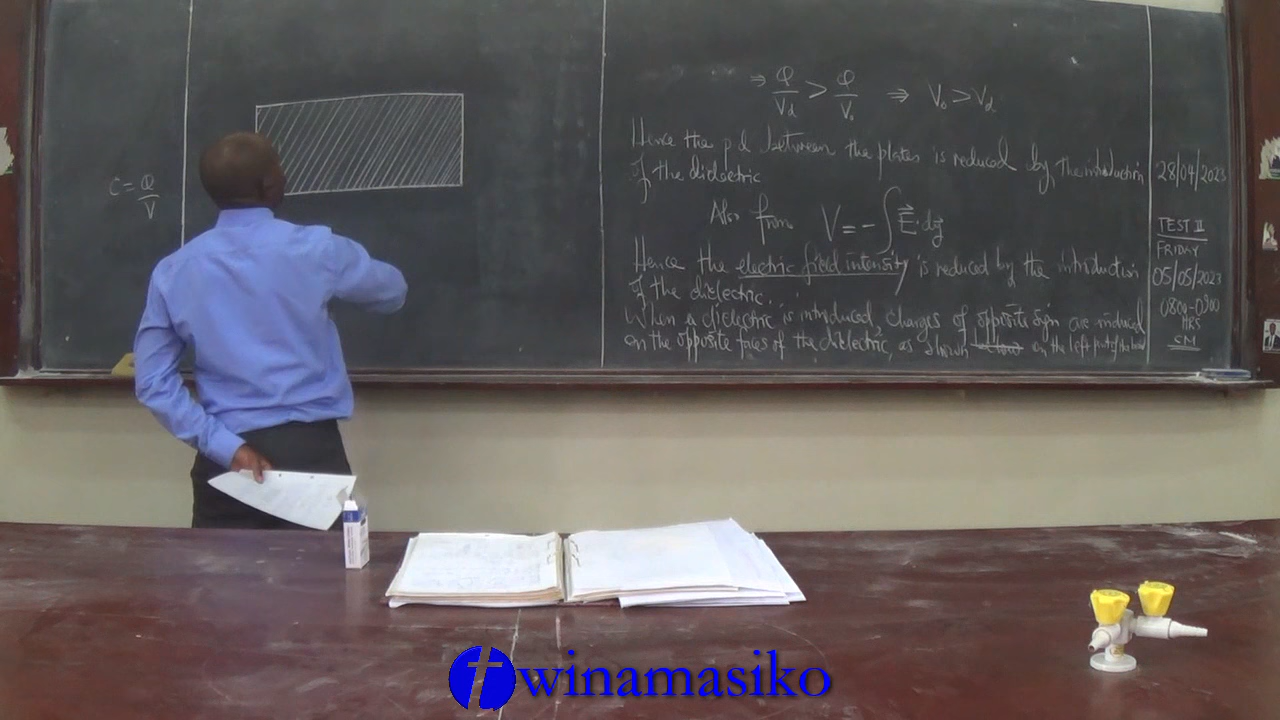 C = Q
V
⇒ Q/V_d > Q/V_o ⇒ V_o > V_d
Hence the pd between the plates is reduced by the introduction
of the dielectric
Also from V = -∫E⃗·dy⃗
Hence the electric field intensity is reduced by the introduction
of the dielectric.
When a dielectric is introduced, charges of opposite sign are induced
on the opposite faces of the dielectric, as shown on the left part of the
28/04/2023
TEST II
FRIDAY
05/05/2023
0800-0900
HRS
CM
twinamasiko